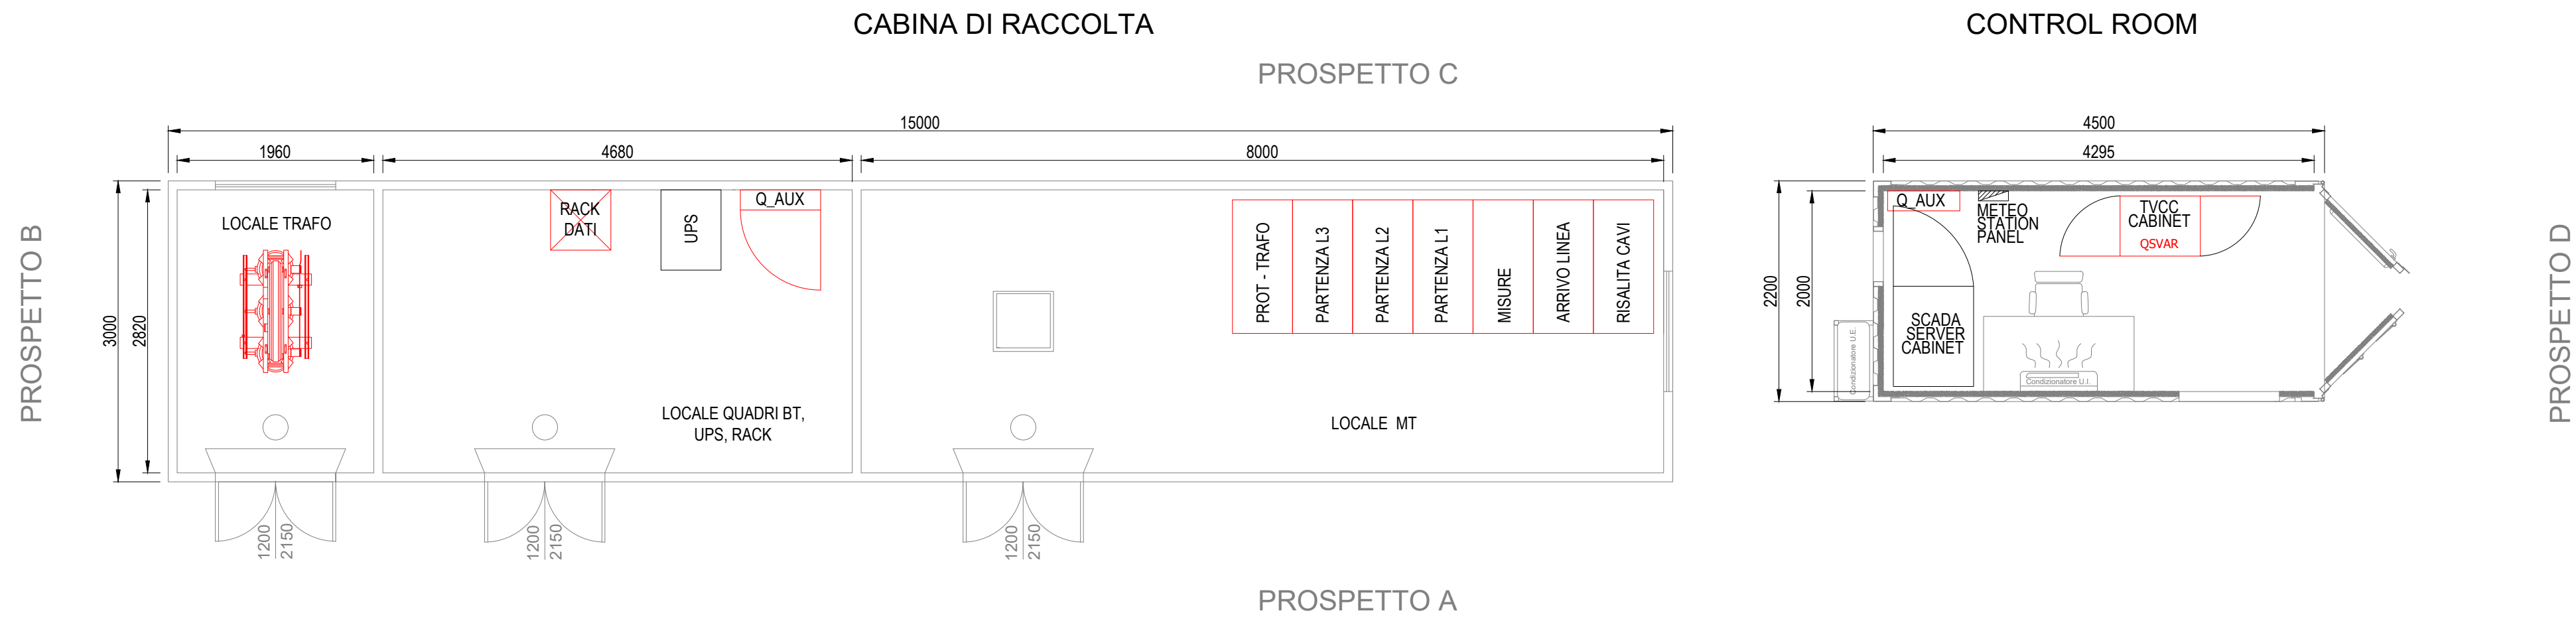 CABINA DI RACCOLTA
CONTROL ROOM
PROSPETTO C
15000
1960
4680
8000
4500
4295
PROSPETTO B
3000
2820
LOCALE TRAFO
RACK
DATI
UPS
Q_AUX
LOCALE QUADRI BT,
UPS, RACK
PROT - TRAFO
PARTENZA L3
PARTENZA L2
PARTENZA L1
MISURE
ARRIVO LINEA
RISALITA CAVI
LOCALE MT
1200
2150
1200
2150
1200
2150
2200
2000
Q_AUX
METEO
STATION
PANEL
TVCC
CABINET
QSVAR
SCADA
SERVER
CABINET
Condizionatore U.E.
Condizionatore U.I.
PROSPETTO D
PROSPETTO A